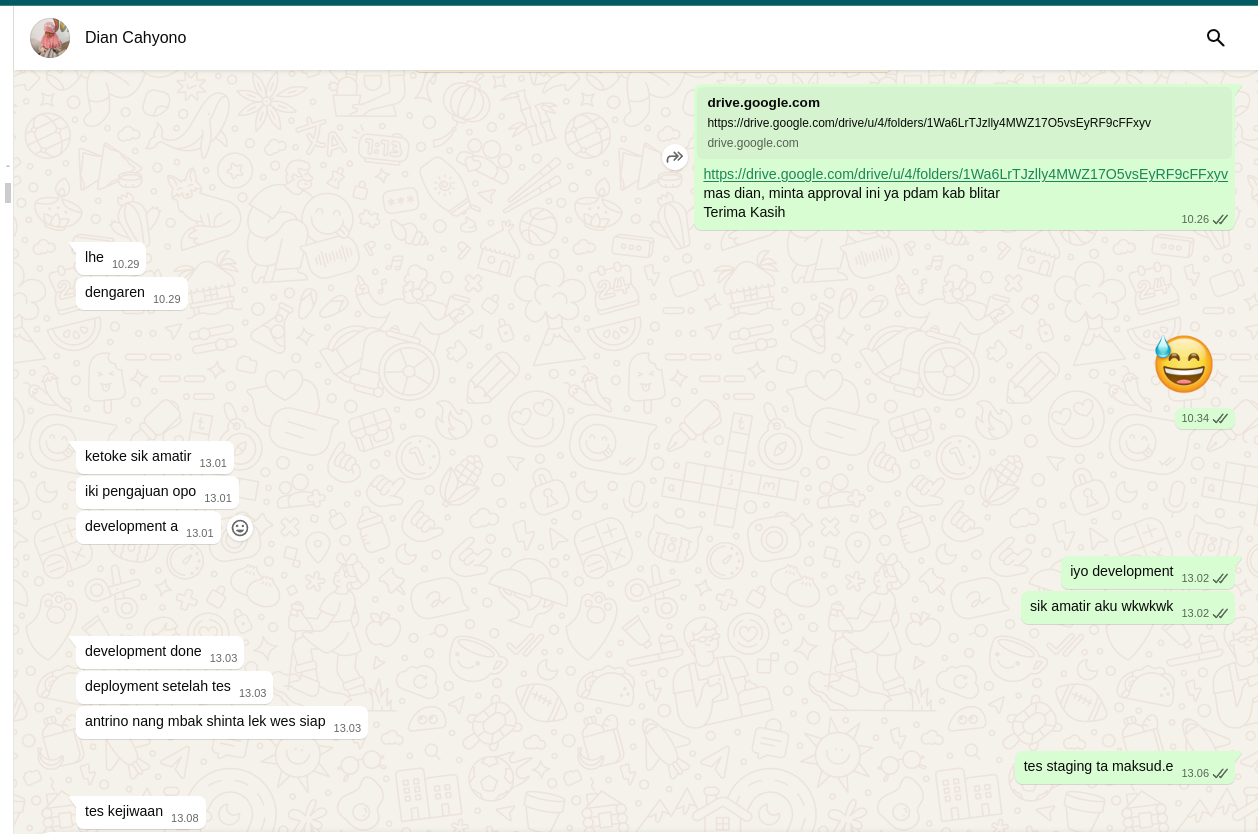 Dian Cahyono
drive.google.com
https://drive.google.com/drive/u/4/folders/1Wa6LrTJzlly4MWZ17O5vsEyRF9cFFxyv
drive.google.com
https://drive.google.com/drive/u/4/folders/1Wa6LrTJzlly4MWZ17O5vsEyRF9cFFxyv
mas dian, minta approval ini ya pdam kab blitar
Terima Kasih
10.26
lhe 10.29
dengaren 10.29
10.34
ketoke sik amatir 13.01
iki pengajuan opo 13.01
development a 13.01
iyo development 13.02
sik amatir aku wkwkwk 13.02
development done 13.03
deployment setelah tes 13.03
antrino nang mbak shinta lek wes siap 13.03
tes staging ta maksud.e 13.06
tes kejiwaan 13.08